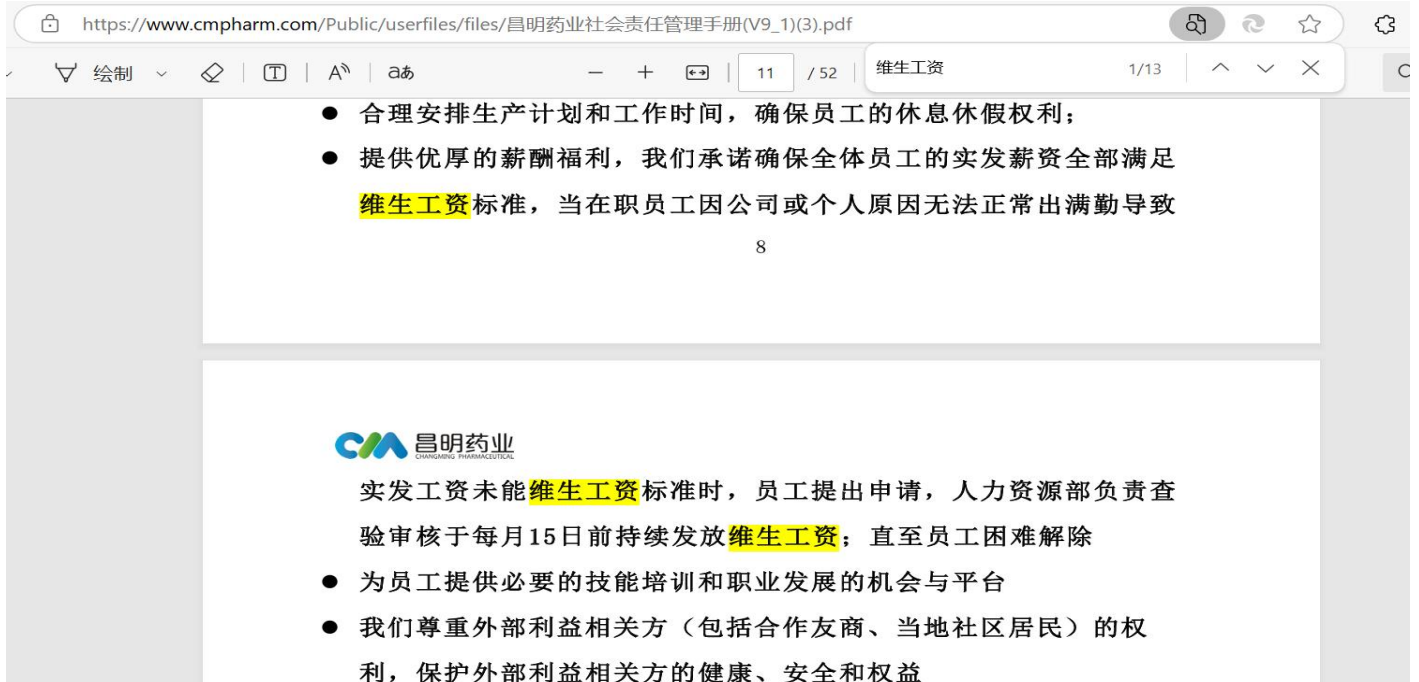 https://www.cmpharm.com/Public/userfiles/files/昌明药业社会责任管理手册(V9_1)(3).pdf
绘制 T A aあ 11 / 52 维生工资 1/13
● 合理安排生产计划和工作时间，确保员工的休息休假权利；
● 提供优厚的薪酬福利，我们承诺确保全体员工的实发薪资全部满足
维生工资标准，当在职员工因公司或个人原因无法正常出满勤导致
8
CM 昌明药业
CHANGMING PHARMACEUTICAL
实发工资未能维生工资标准时，员工提出申请，人力资源部负责查
验审核于每月15日前持续发放维生工资；直至员工困难解除
● 为员工提供必要的技能培训和职业发展的机会与平台
● 我们尊重外部利益相关方（包括合作友商、当地社区居民）的权
利，保护外部利益相关方的健康、安全和权益